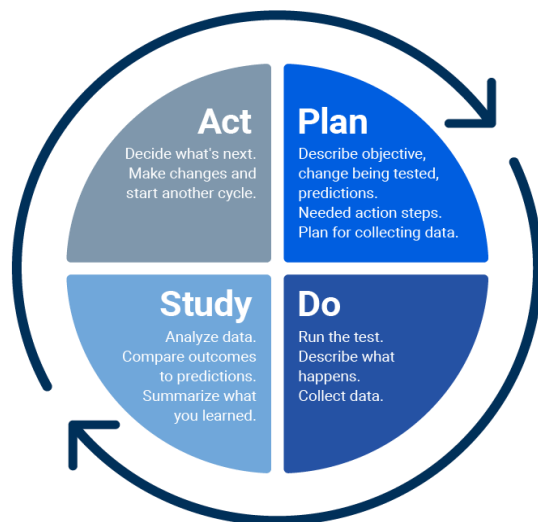 Act
Decide what's next.
Make changes and
start another cycle.
Plan
Describe objective,
change being tested,
predictions.
Needed action steps.
Plan for collecting data.
Study
Analyze data.
Compare outcomes
to predictions.
Summarize what
you learned.
Do
Run the test.
Describe what
happens.
Collect data.